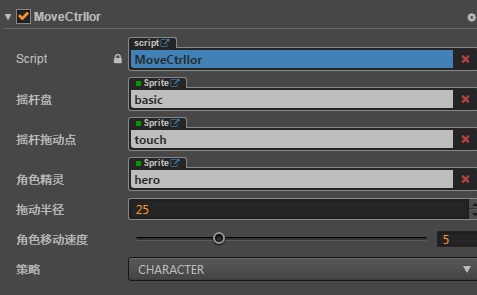 MoveCtrllor
script
Script MoveCtrllor
Sprite
摇杆盘 basic
Sprite
摇杆拖动点 touch
Sprite
角色精灵 hero
拖动半径 25
角色移动速度 5
策略 CHARACTER